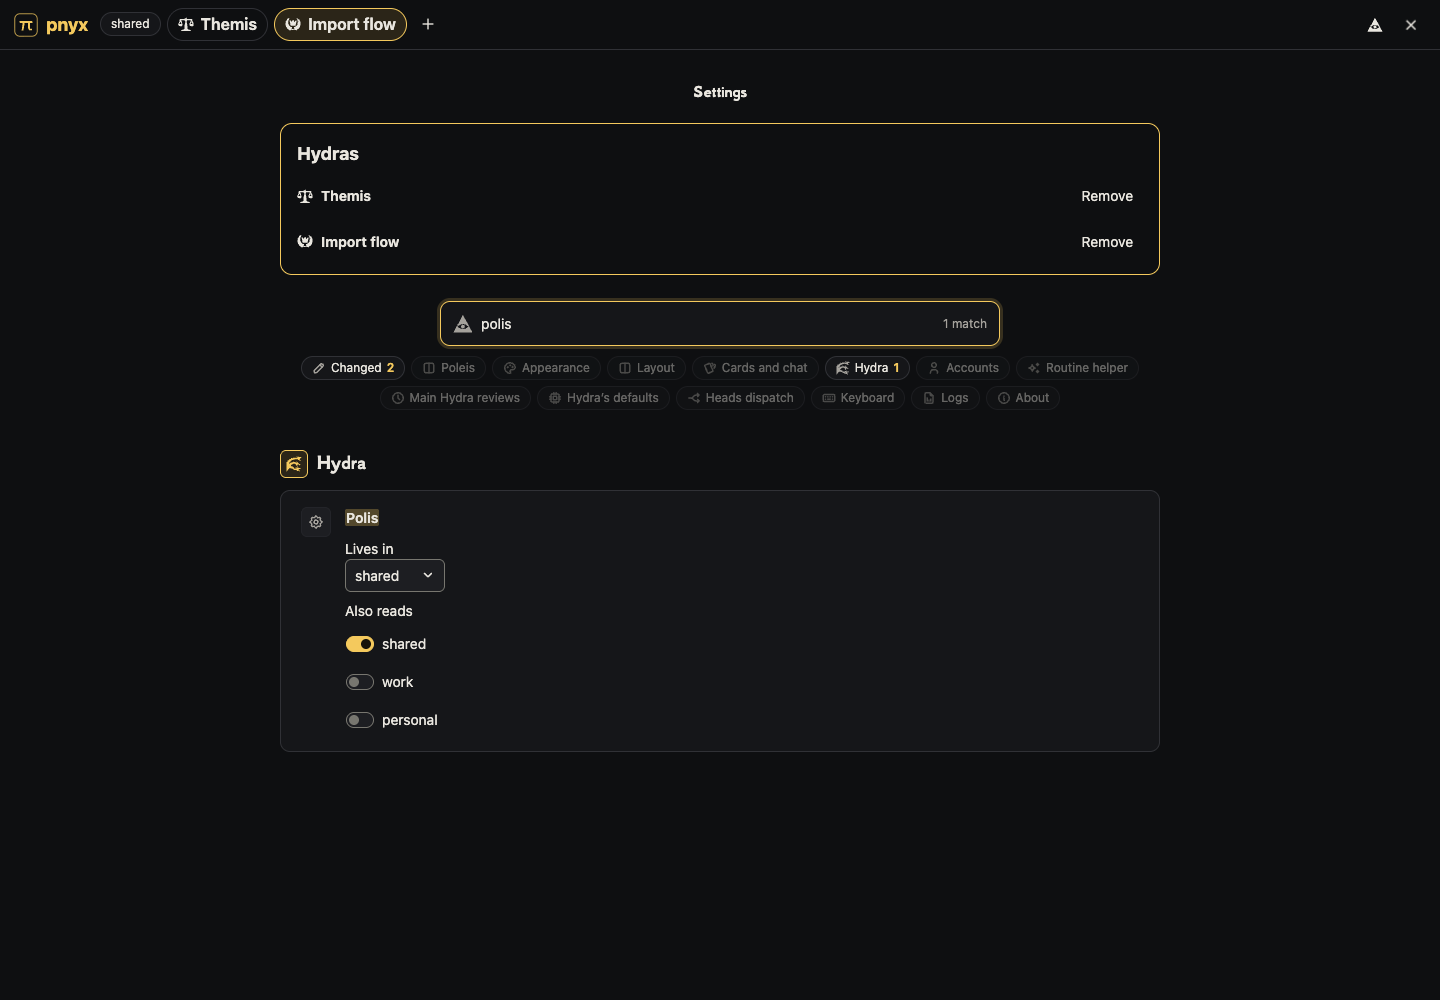 π pnyx shared Themis Import flow +
Settings
Hydras
Themis Remove
Import flow Remove
polis 1 match
Changed 2 Poleis Appearance Layout Cards and chat Hydra 1 Accounts Routine helper
Main Hydra reviews Hydra's defaults Heads dispatch Keyboard Logs About
Hydra
Polis
Lives in
shared
Also reads
shared
work
personal